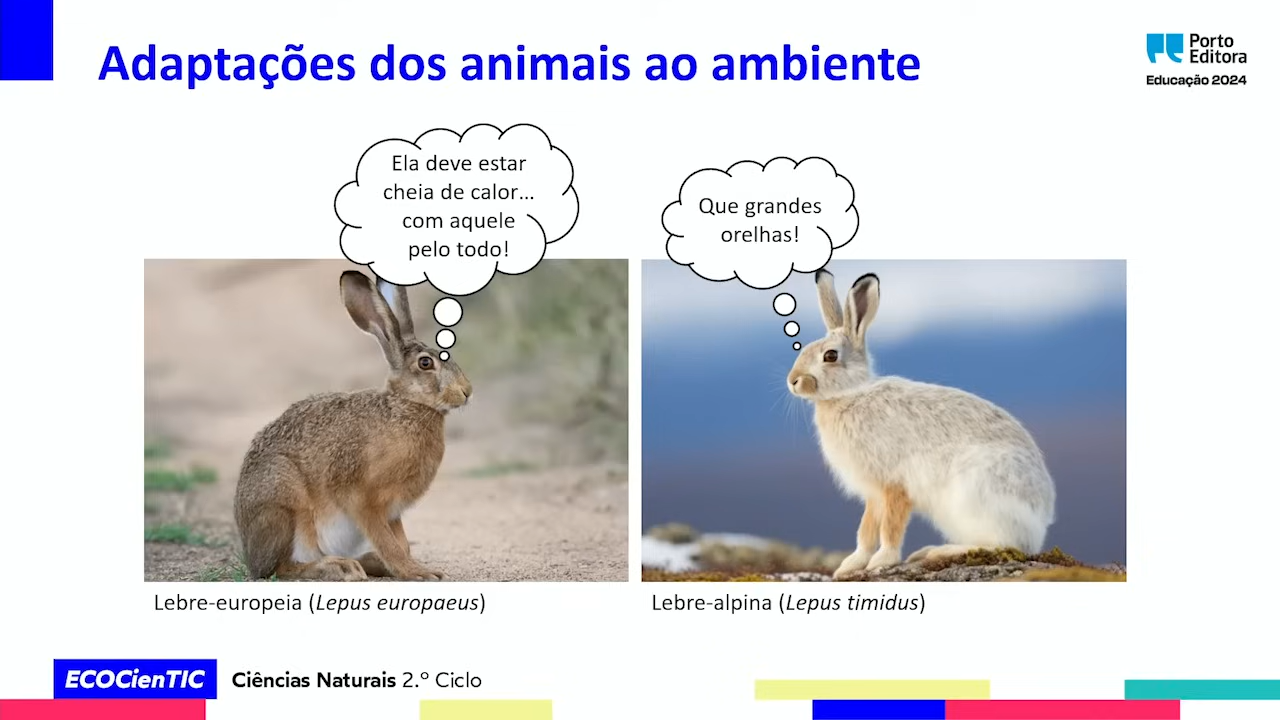 Adaptações dos animais ao ambiente
Porto
Editora
Educação 2024
Ela deve estar
cheia de calor...
com aquele
pelo todo!
Que grandes
orelhas!
Lebre-europeia (Lepus europaeus)
Lebre-alpina (Lepus timidus)
ECOCienTIC Ciências Naturais 2.º Ciclo